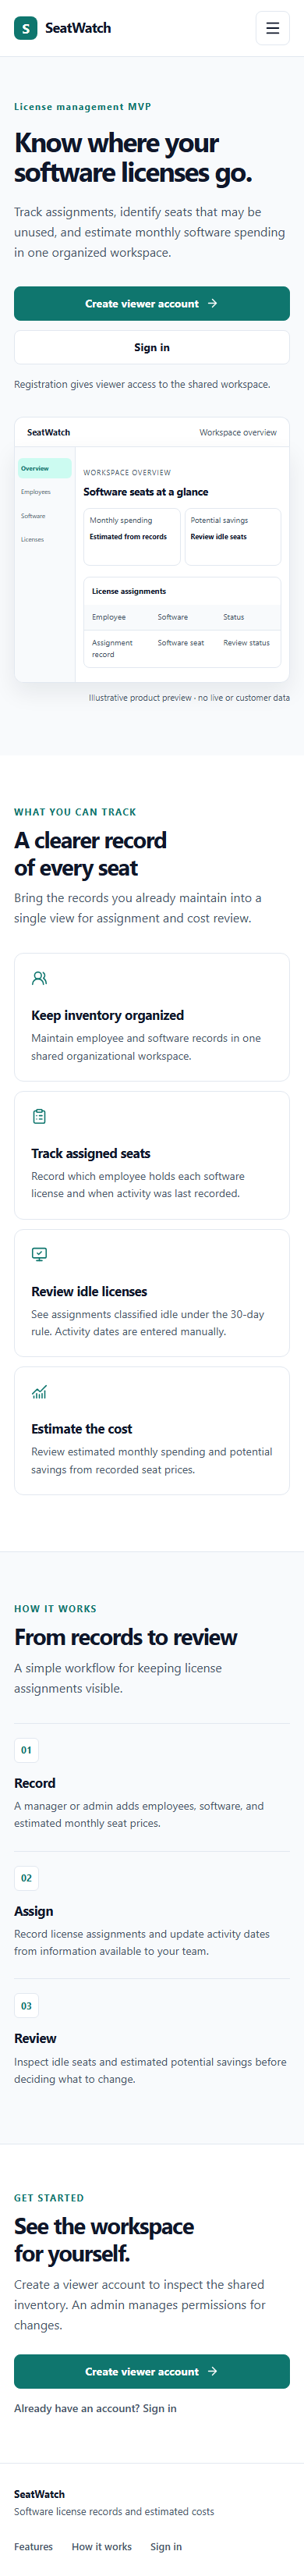 S SeatWatch
License management MVP
Know where your
software licenses go.
Track assignments, identify seats that may be
unused, and estimate monthly software spending
in one organized workspace.
Create viewer account →
Sign in
Registration gives viewer access to the shared workspace.
SeatWatch Workspace overview
Overview
Employees
Software
Licenses
WORKSPACE OVERVIEW
Software seats at a glance
Monthly spending
Estimated from records
Potential savings
Review idle seats
License assignments
Employee Software Status
Assignment record Software seat Review status
Illustrative product preview · no live or customer data
WHAT YOU CAN TRACK
A clearer record
of every seat
Bring the records you already maintain into a
single view for assignment and cost review.
Keep inventory organized
Maintain employee and software records in one
shared organizational workspace.
Track assigned seats
Record which employee holds each software
license and when activity was last recorded.
Review idle licenses
See assignments classified idle under the 30-day
rule. Activity dates are entered manually.
Estimate the cost
Review estimated monthly spending and potential
savings from recorded seat prices.
HOW IT WORKS
From records to review
A simple workflow for keeping license
assignments visible.
01
Record
A manager or admin adds employees, software, and
estimated monthly seat prices.
02
Assign
Record license assignments and update activity dates
from information available to your team.
03
Review
Inspect idle seats and estimated potential savings before
deciding what to change.
GET STARTED
See the workspace
for yourself.
Create a viewer account to inspect the shared
inventory. An admin manages permissions for
changes.
Create viewer account →
Already have an account? Sign in
SeatWatch
Software license records and estimated costs
Features How it works Sign in